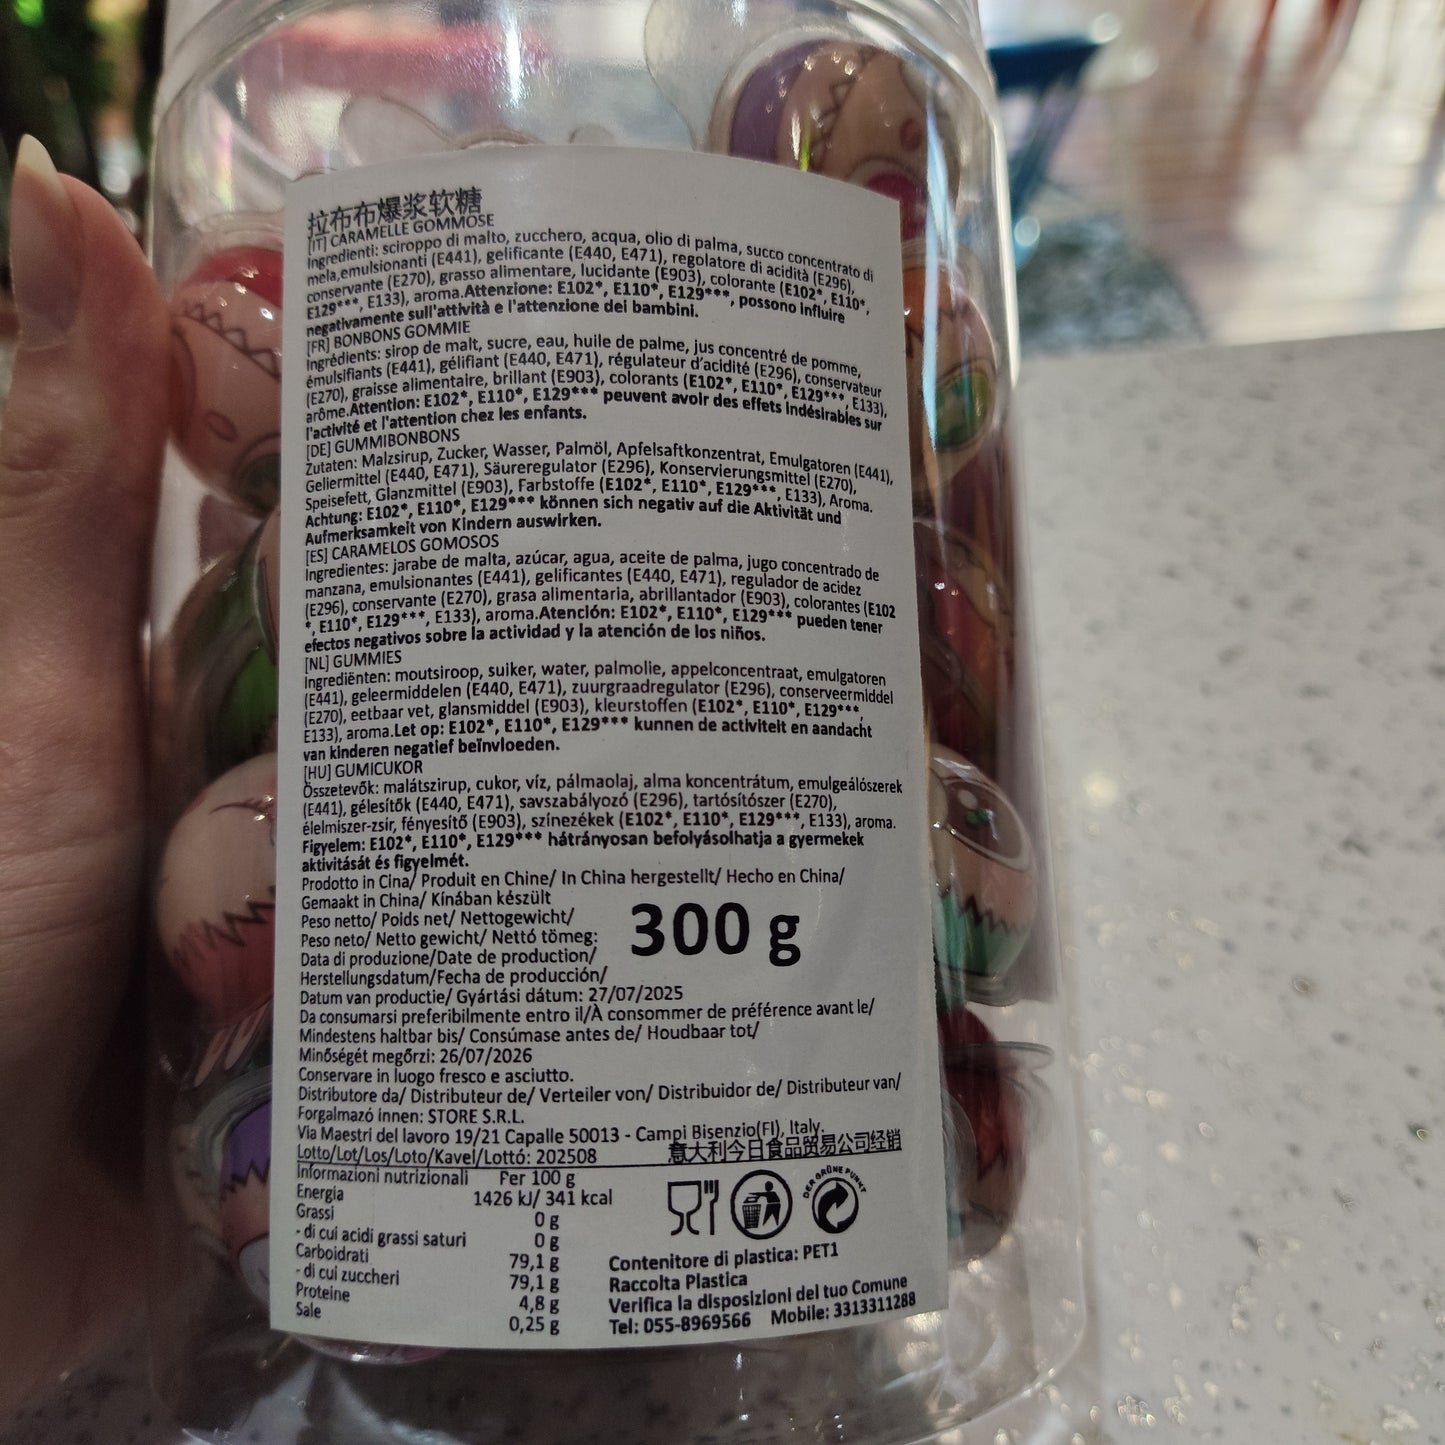 拉布布爆浆软糖
[IT] CARAMELLE GOMMOSE
Ingredienti: sciroppo di malto, zucchero, acqua, olio di palma, succo concentrato di
mela,emulsionanti (E441), gelificante (E440, E471), regolatore di acidità (E296),
conservante (E270), grasso alimentare, lucidante (E903), colorante (E102*, E110*,
E129***, E133), aroma.Attenzione: E102*, E110*, E129***, possono influire
negativamente sull'attività e l'attenzione dei bambini.
[FR] BONBONS GOMMIE
Ingrédients: sirop de malt, sucre, eau, huile de palme, jus concentré de pomme,
émulsifiants (E441), gélifiant (E440, E471), régulateur d'acidité (E296), conservateur
(E270), graisse alimentaire, brillant (E903), colorants (E102*, E110*, E129***, E133),
arôme.Attention: E102*, E110*, E129*** peuvent avoir des effets indésirables sur
l'activité et l'attention chez les enfants.
[DE] GUMMIBONBONS
Zutaten: Malzsirup, Zucker, Wasser, Palmöl, Apfelsaftkonzentrat, Emulgatoren (E441),
Geliermittel (E440, E471), Säureregulator (E296), Konservierungsmittel (E270),
Speisefett, Glanzmittel (E903), Farbstoffe (E102*, E110*, E129***, E133), Aroma.
Achtung: E102*, E110*, E129*** können sich negativ auf die Aktivität und
Aufmerksamkeit von Kindern auswirken.
[ES] CARAMELOS GOMOSOS
Ingredientes: jarabe de malta, azúcar, agua, aceite de palma, jugo concentrado de
manzana, emulsionantes (E441), gelificantes (E440, E471), regulador de acidez
(E296), conservante (E270), grasa alimentaria, abrillantador (E903), colorantes (E102
*, E110*, E129***, E133), aroma.Atención: E102*, E110*, E129*** pueden tener
efectos negativos sobre la actividad y la atención de los niños.
[NL] GUMMIES
Ingrediënten: moutsiroop, suiker, water, palmolie, appelconcentraat, emulgatoren
(E441), geleermiddelen (E440, E471), zuurgraadregulator (E296), conserveermiddel
(E270), eetbaar vet, glansmiddel (E903), kleurstoffen (E102*, E110*, E129***,
E133), aroma.Let op: E102*, E110*, E129*** kunnen de activiteit en aandacht
van kinderen negatief beïnvloeden.
[HU] GUMICUKOR
Összetevők: malátszirup, cukor, víz, pálmaolaj, alma koncentrátum, emulgeálószerek
(E441), gélesítők (E440, E471), savszabályozó (E296), tartósítószer (E270),
élelmiszer-zsir, fényesítő (E903), színezékek (E102*, E110*, E129***, E133), aroma.
Figyelem: E102*, E110*, E129*** hátrányosan befolyásolhatja a gyermekek
aktivitását és figyelmét.
Prodotto in Cina/ Produit en Chine/ In China hergestellt/ Hecho en China/
Gemaakt in China/ Kínában készült
Peso netto/ Poids net/ Nettogewicht/
Peso neto/ Netto gewicht/ Nettó tömeg:
300 g
Data di produzione/Date de production/
Herstellungsdatum/Fecha de producción/
Datum van productie/ Gyártási dátum: 27/07/2025
Da consumarsi preferibilmente entro il/À consommer de préférence avant le/
Mindestens haltbar bis/ Consúmase antes de/ Houdbaar tot/
Minőségét megőrzi: 26/07/2026
Conservare in luogo fresco e asciutto.
Distributore da/ Distributeur de/ Verteiler von/ Distribuidor de/ Distributeur van/
Forgalmazó innen: STORE S.R.L.
Via Maestri del lavoro 19/21 Capalle 50013 - Campi Bisenzio(FI), Italy.
Lotto/Lot/Los/Loto/Kavel/Lottó: 202508
意大利今日食品贸易公司经销
Informazioni nutrizionali Per 100 g
Energia 1426 kJ/ 341 kcal
Grassi 0 g
- di cui acidi grassi saturi 0 g
Carboidrati 79,1 g
- di cui zuccheri 79,1 g
Proteine 4,8 g
Sale 0,25 g
DER GRÜNE PUNKT
Contenitore di plastica: PET1
Raccolta Plastica
Verifica la disposizioni del tuo Comune
Tel: 055-8969566 Mobile: 3313311288